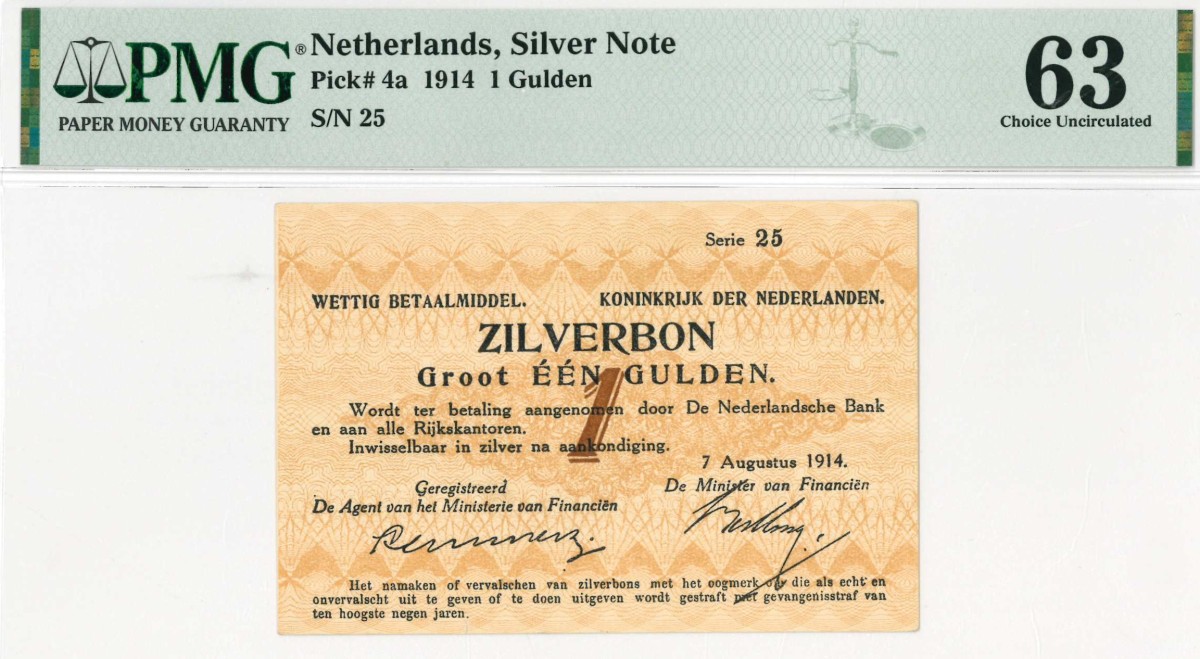 PMG®
PAPER MONEY GUARANTY
Netherlands, Silver Note
Pick# 4a 1914 1 Gulden
S/N 25
63
Choice Uncirculated
Serie 25
WETTIG BETAALMIDDEL. KONINKRIJK DER NEDERLANDEN.
ZILVERBON
Groot ÉÉN GULDEN.
1
Wordt ter betaling aangenomen door De Nederlandsche Bank
en aan alle Rijkskantoren.
Inwisselbaar in zilver na aankondiging.
7 Augustus 1914.
Geregistreerd
De Agent van het Ministerie van Financiën
De Minister van Financiën
Het namaken of vervalschen van zilverbons met het oogmerk om die als echt en
onvervalscht uit te geven of te doen uitgeven wordt gestraft met gevangenisstraf van
ten hoogste negen jaren.